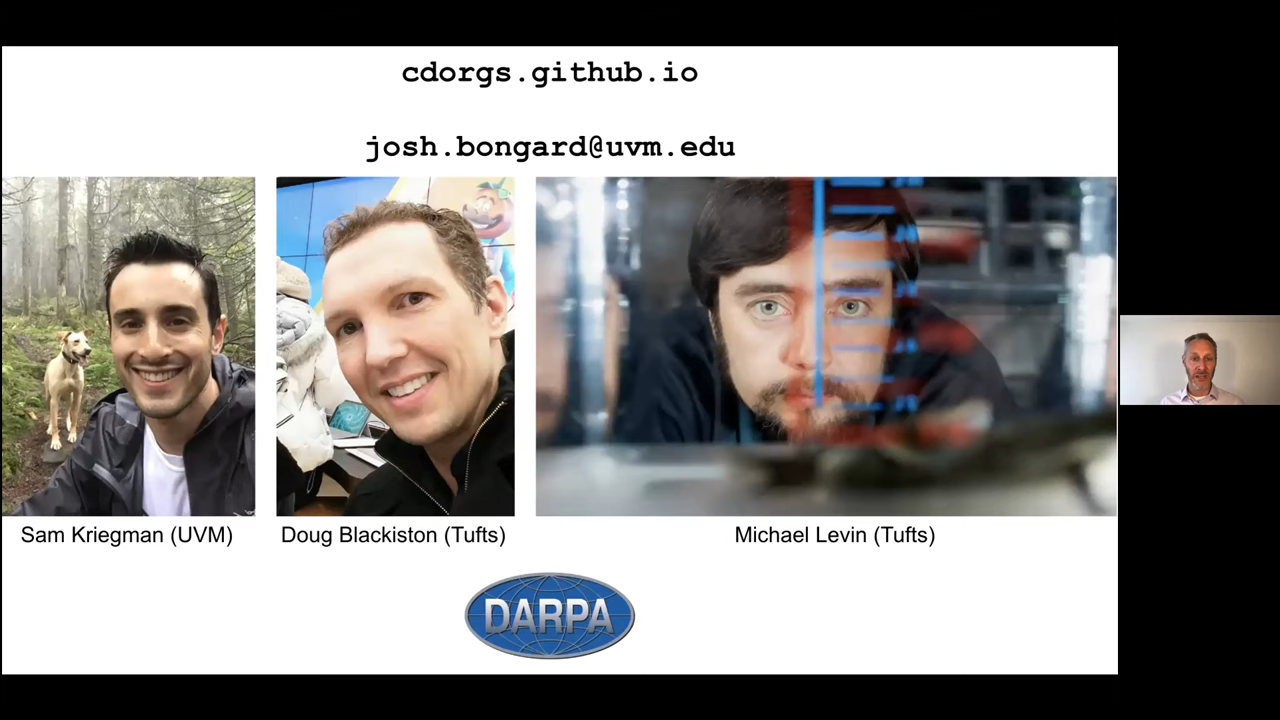 cdorgs.github.io
josh.bongard@uvm.edu
Sam Kriegman (UVM)
Doug Blackiston (Tufts)
Michael Levin (Tufts)
DARPA